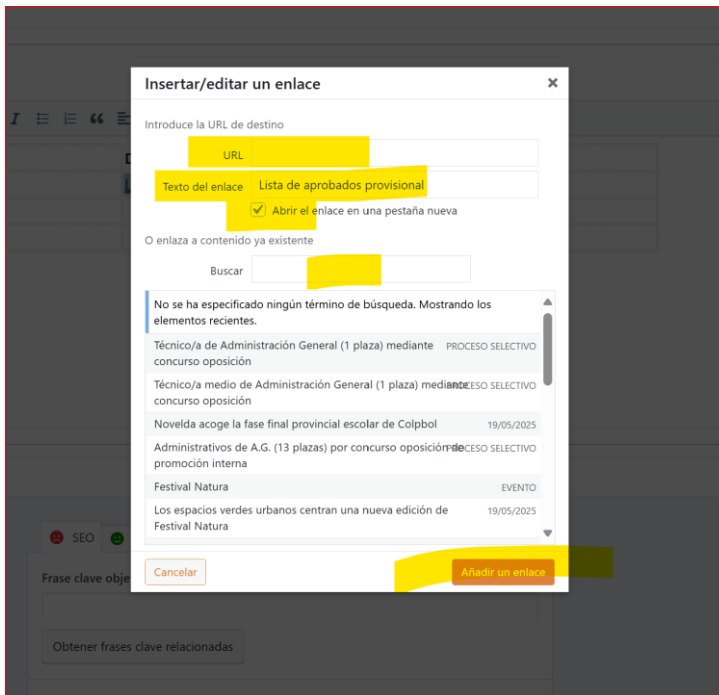 Insertar/editar un enlace
Introduce la URL de destino
URL
Texto del enlace Lista de aprobados provisional
Abrir el enlace en una pestaña nueva
O enlaza a contenido ya existente
Buscar
No se ha especificado ningún término de búsqueda. Mostrando los
elementos recientes.
Técnico/a de Administración General (1 plaza) mediante PROCESO SELECTIVO
concurso oposición
Técnico/a medio de Administración General (1 plaza) mediante PROCESO SELECTIVO
concurso oposición
Novelda acoge la fase final provincial escolar de Colpbol 19/05/2025
Administrativos de A.G. (13 plazas) por concurso oposición de PROCESO SELECTIVO
promoción interna
Festival Natura EVENTO
Los espacios verdes urbanos centran una nueva edición de 19/05/2025
Festival Natura
Cancelar Añadir un enlace
SEO
Frase clave obje
Obtener frases clave relacionadas